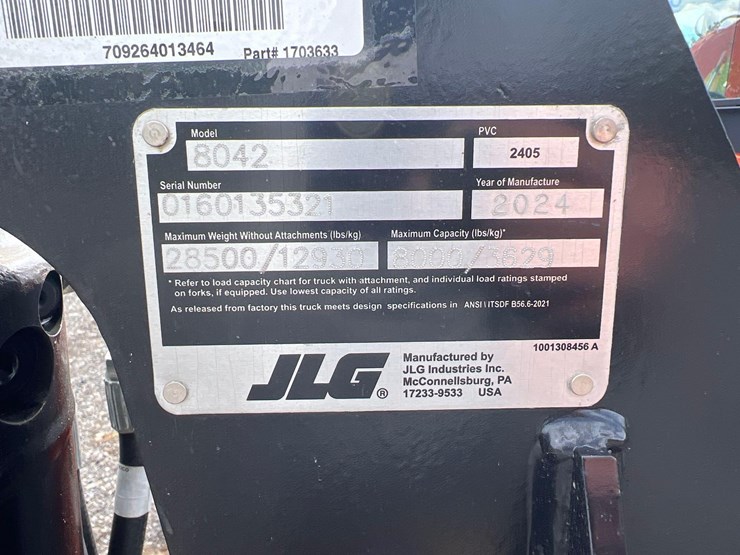 709264013464 Part# 1703633
Model PVC
8042 2405
Serial Number Year of Manufacture
0160135321 2024
Maximum Weight Without Attachments (lbs/kg) Maximum Capacity (lbs/kg)*
28500/12930 8000/3629
* Refer to load capacity chart for truck with attachment, and individual load ratings stamped
on forks, if equipped. Use lowest capacity of all ratings.
As released from factory this truck meets design specifications in ANSI \ ITSDF B56.6-2021
1001308456 A
JLG ®
Manufactured by
JLG Industries Inc.
McConnellsburg, PA
17233-9533 USA